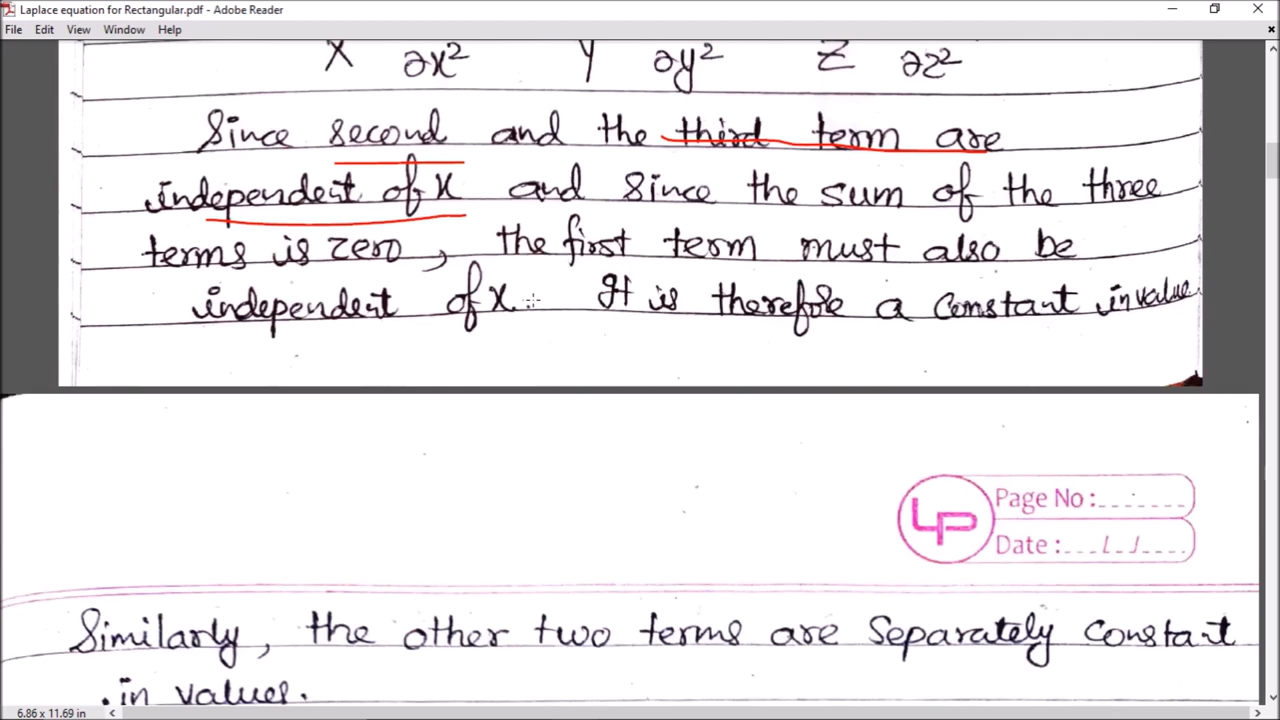 Laplace equation for Rectangular.pdf - Adobe Reader
File Edit View Window Help
X ∂x² Y ∂y² Z ∂z²
Since second and the third term are
independent of x and since the sum of the three
terms is zero, the first term must also be
independent of x. It is therefore a constant in value
LP
Page No :
Date :
Similarly, the other two terms are separately constant
in values.
6.86 x 11.69 in